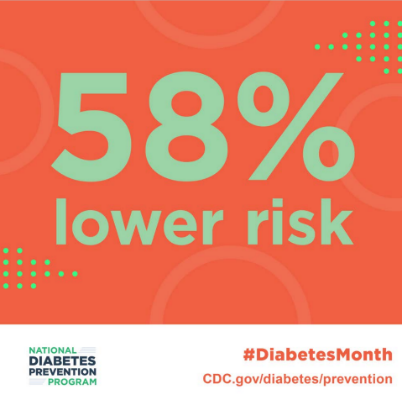 58%
lower risk
NATIONAL
DIABETES
PREVENTION
PROGRAM
#DiabetesMonth
CDC.gov/diabetes/prevention